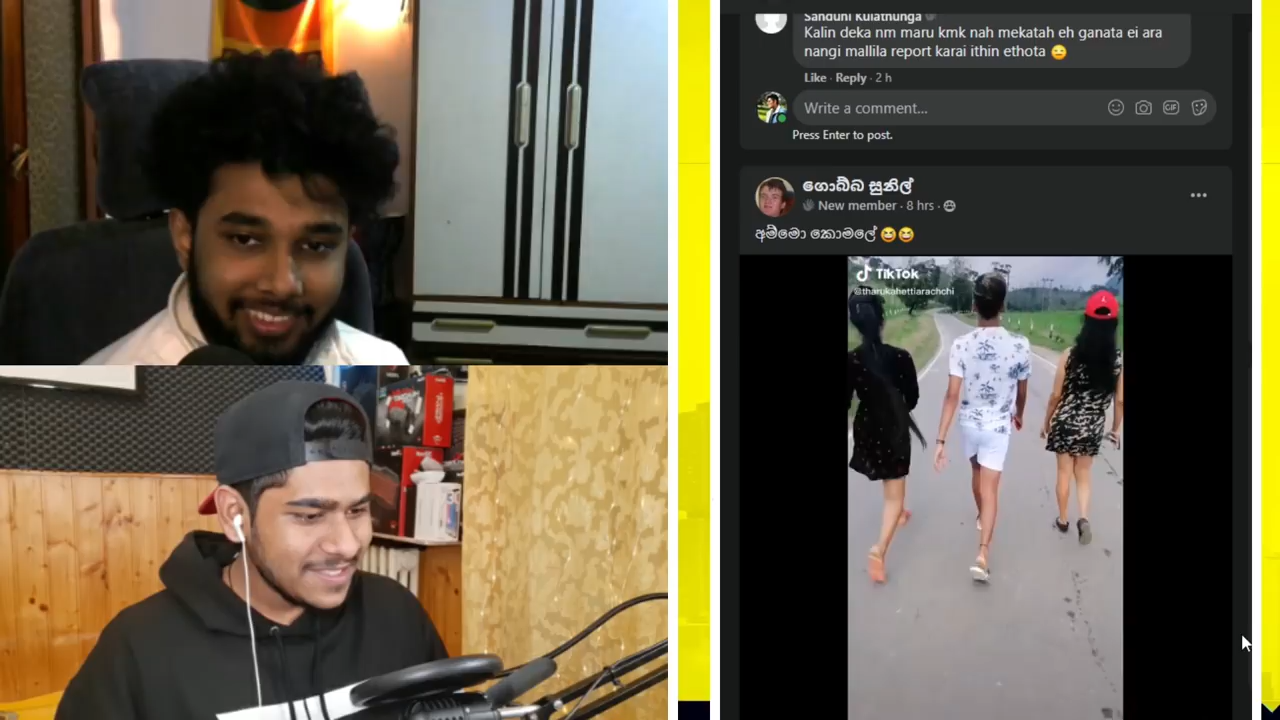 Sanduni Kulathunga
Kalin deka nm maru kmk nah mekatah eh ganata ei ara
nangi mallila report karai ithin ethota 😅
Like · Reply · 2 h
Write a comment...
GIF
Press Enter to post.
ගොබ්බ සුනිල්
New member · 8 hrs ·
අම්මො කොමලේ 😆😆
TikTok
@tharukahettiarachchi